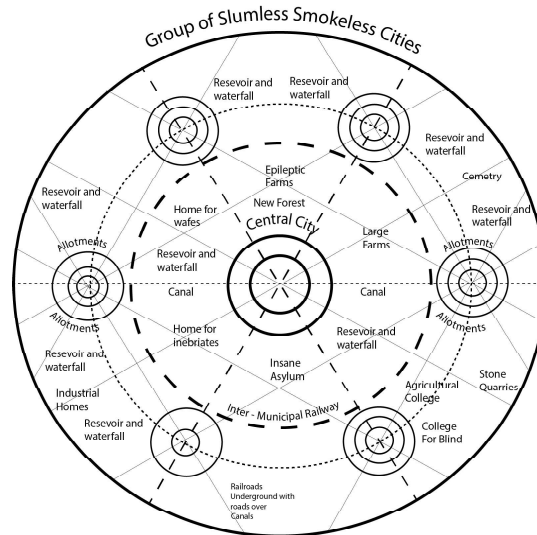 Group of Slumless Smokeless Cities
Resevoir and
waterfall
Resevoir and
waterfall
Resevoir and
waterfall
Epileptic
Farms
Cemetry
Resevoir and
waterfall
New Forest
Home for
wafes
Resevoir and
waterfall
Central City
Large
Farms
Allotments
Allotments
Resevoir and
waterfall
Canal
Canal
Allotments
Allotments
Home for
inebriates
Resevoir and
waterfall
Resevoir and
waterfall
Insane
Asylum
Stone
Quarries
Industrial
Homes
Agricultural
College
Inter - Municipal Railway
Resevoir and
waterfall
College
For Blind
Railroads
Underground with
roads over
Canals